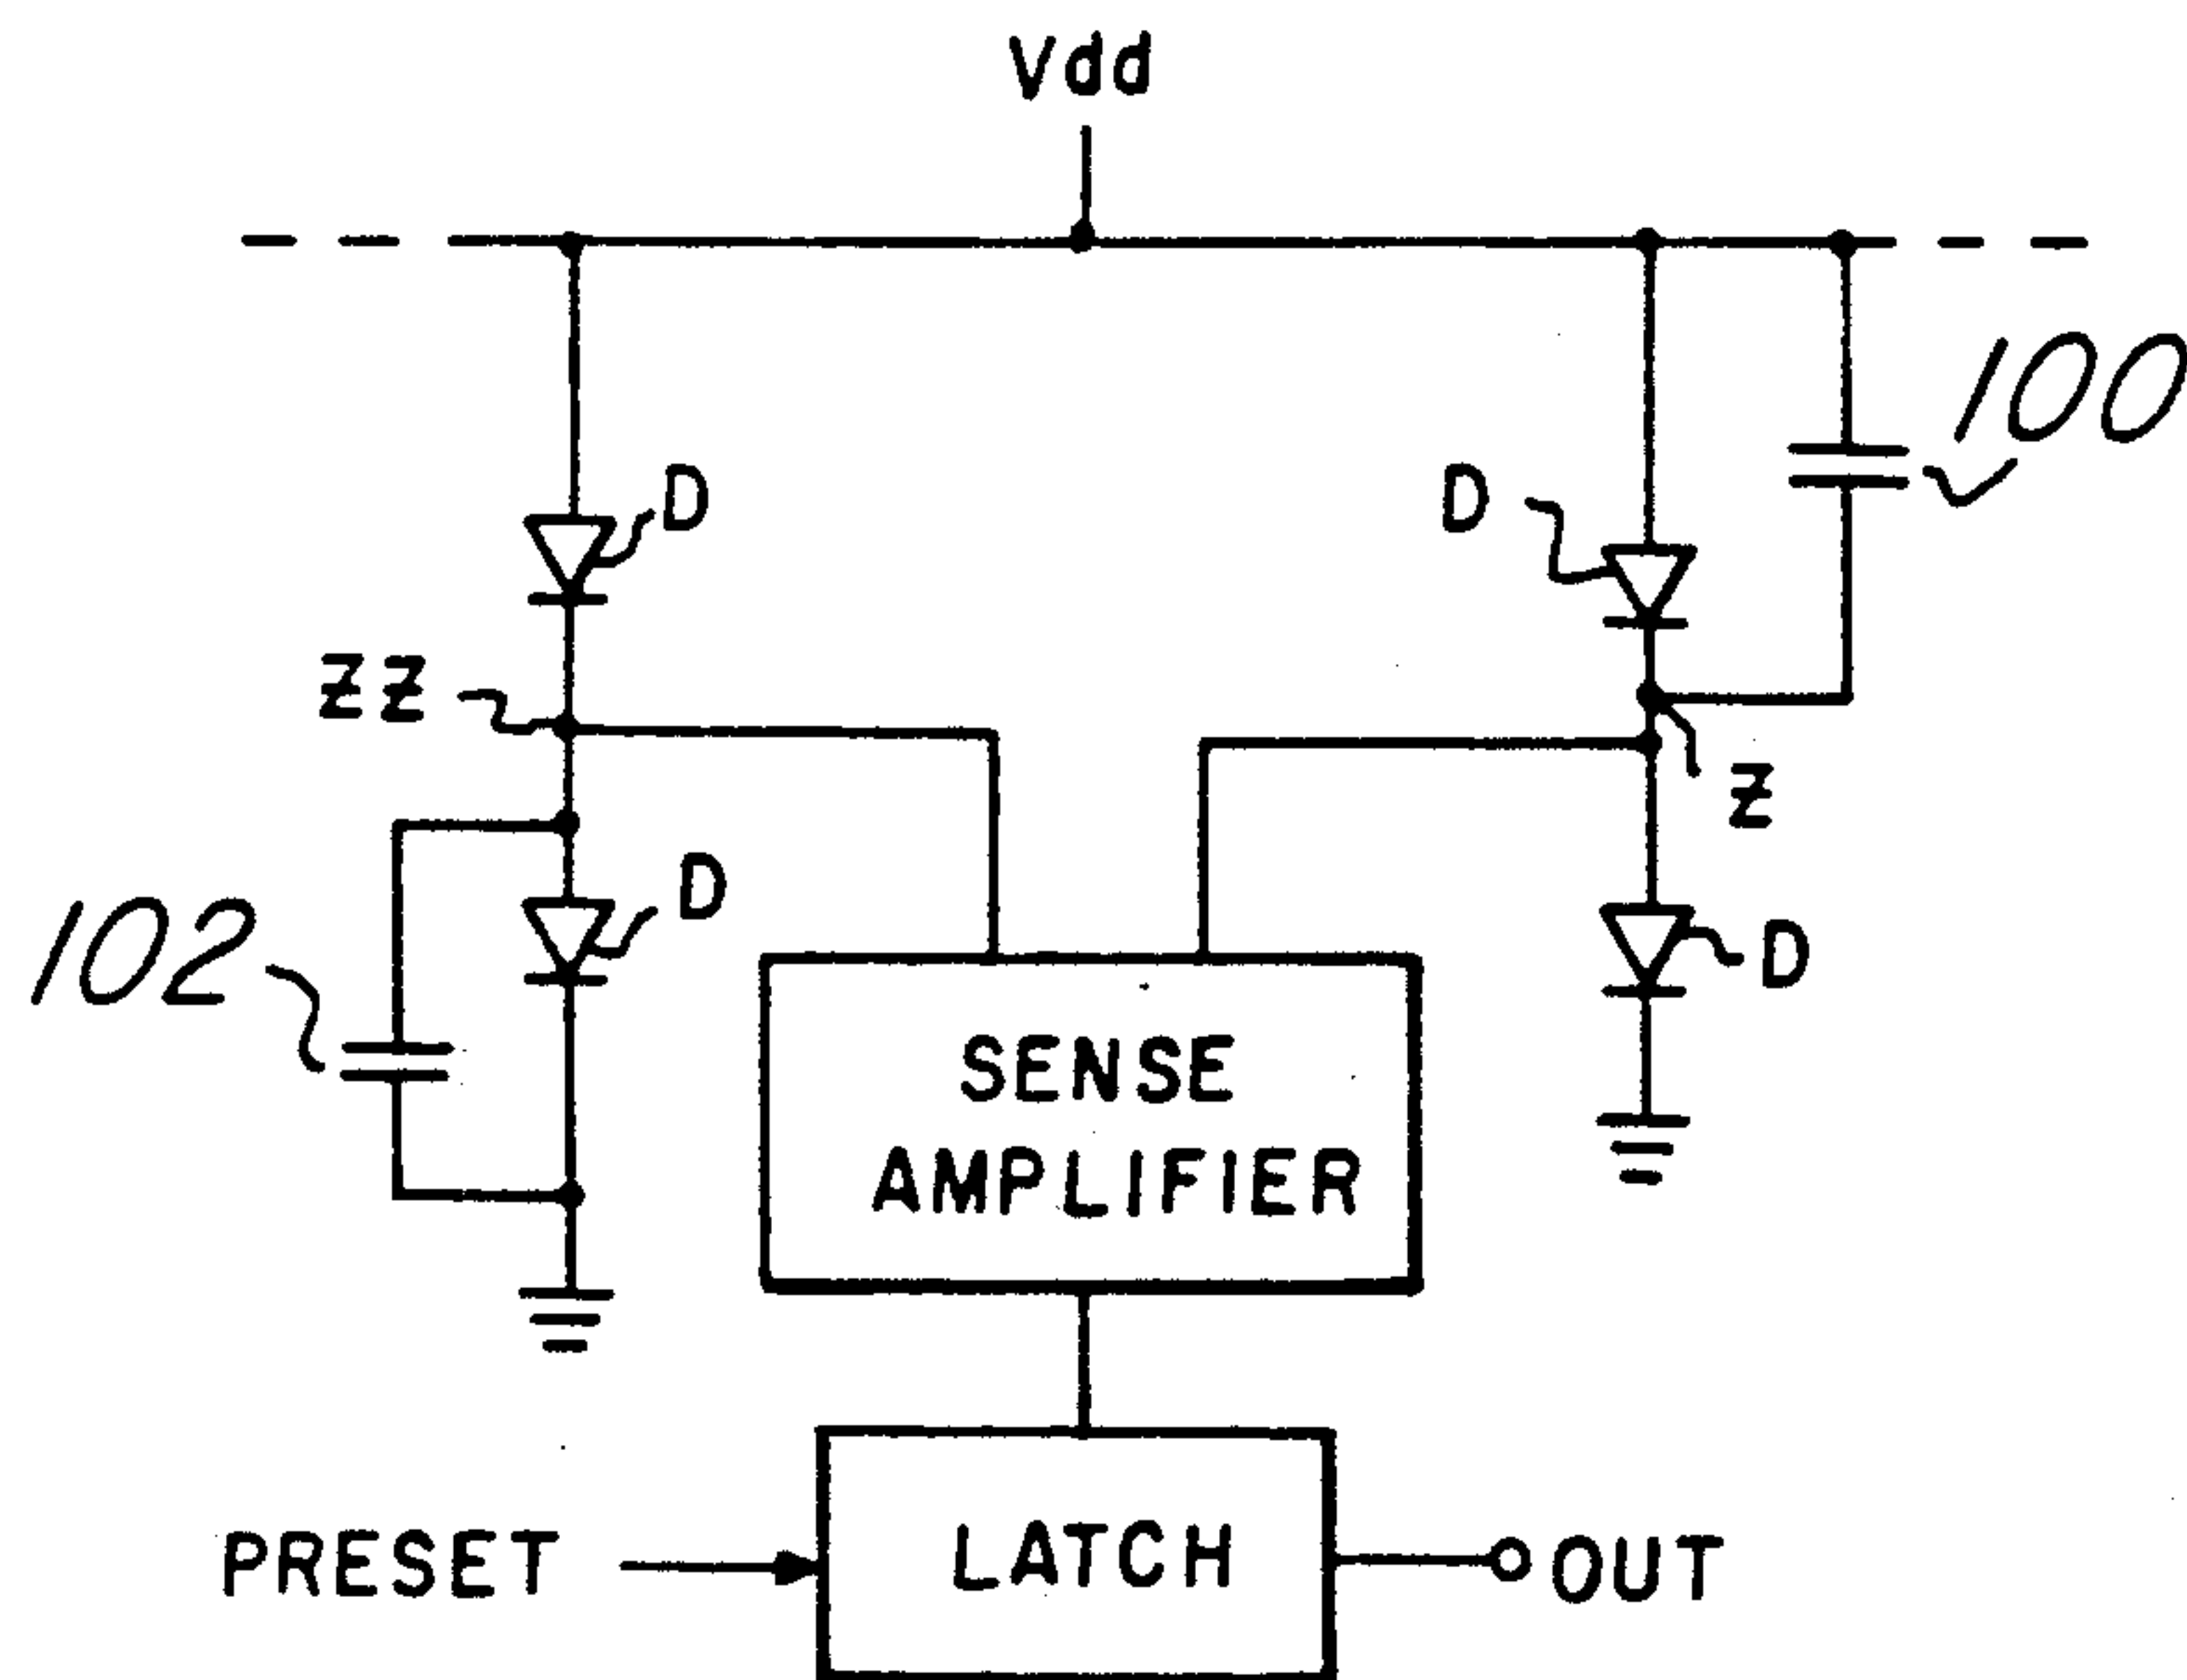 Vdd
100
D
D
ZZ
Z
D
102
D
SENSE
AMPLIFIER
PRESET
LATCH
OUT